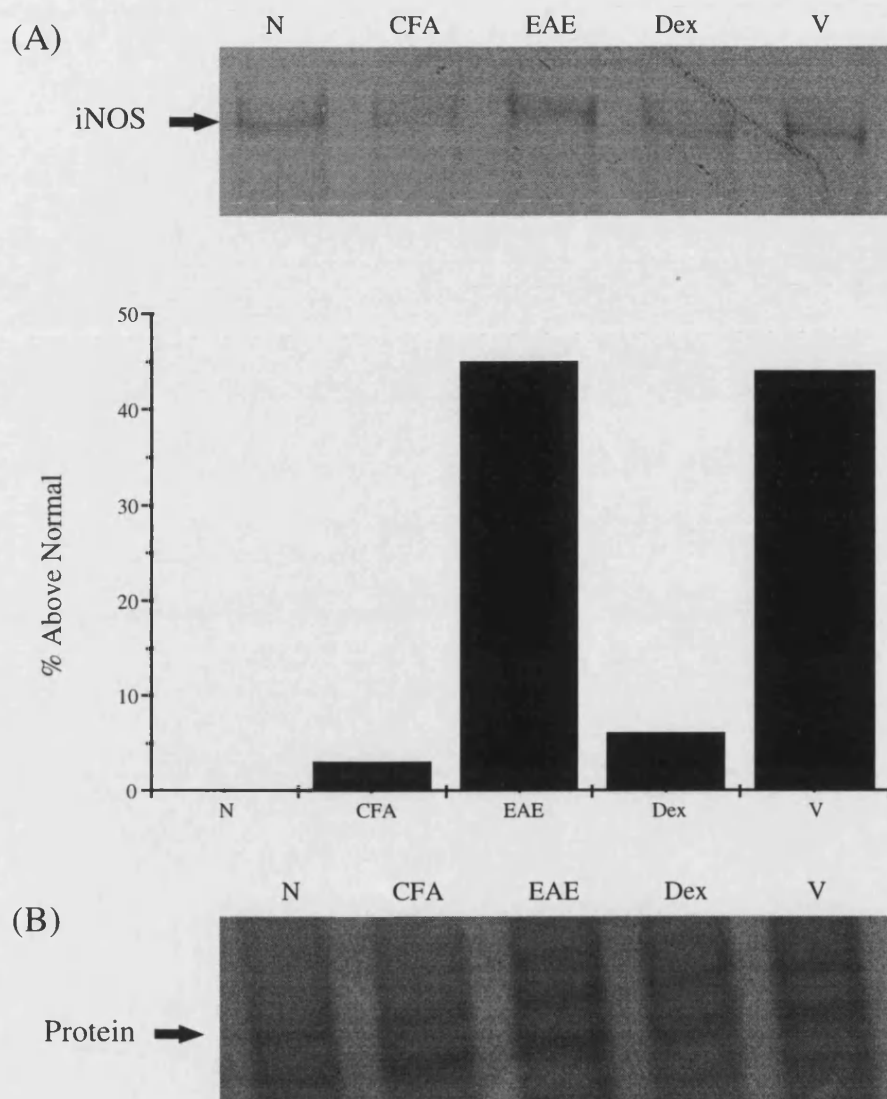 N CFA EAE Dex V
(A)
iNOS
50
40
30
20
10
0
% Above Normal
N CFA EAE Dex V
N CFA EAE Dex V
(B)
Protein